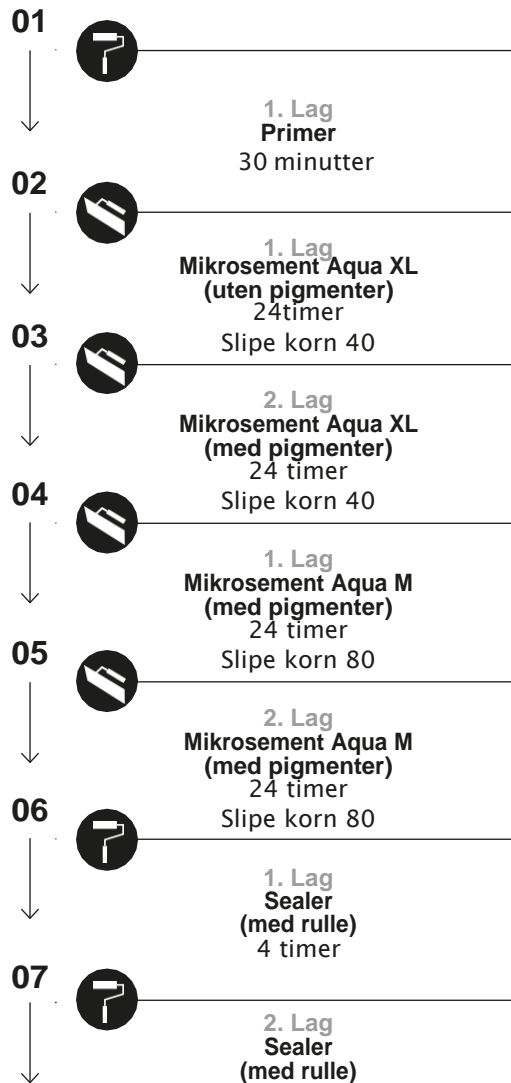 01
1. Lag
Primer
30 minutter
02
1. Lag
Mikrosement Aqua XL
(uten pigmenter)
24timer
Slipe korn 40
03
2. Lag
Mikrosement Aqua XL
(med pigmenter)
24 timer
Slipe korn 40
04
1. Lag
Mikrosement Aqua M
(med pigmenter)
24 timer
Slipe korn 80
05
2. Lag
Mikrosement Aqua M
(med pigmenter)
24 timer
Slipe korn 80
06
1. Lag
Sealer
(med rulle)
4 timer
07
2. Lag
Sealer
(med rulle)